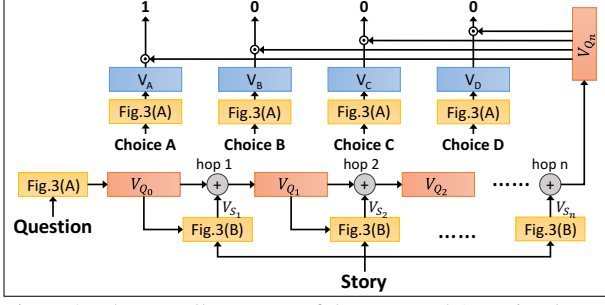 1 0 0 0
V_Qn
V_A V_B V_C V_D
Fig.3(A) Fig.3(A) Fig.3(A) Fig.3(A)
Choice A Choice B Choice C Choice D
hop 1 hop 2 hop n
Fig.3(A) V_Q0 + V_Q1 + V_Q2 ...... +
V_S1 V_S2 V_Sn
Question Fig.3(B) Fig.3(B) ...... Fig.3(B)
Story